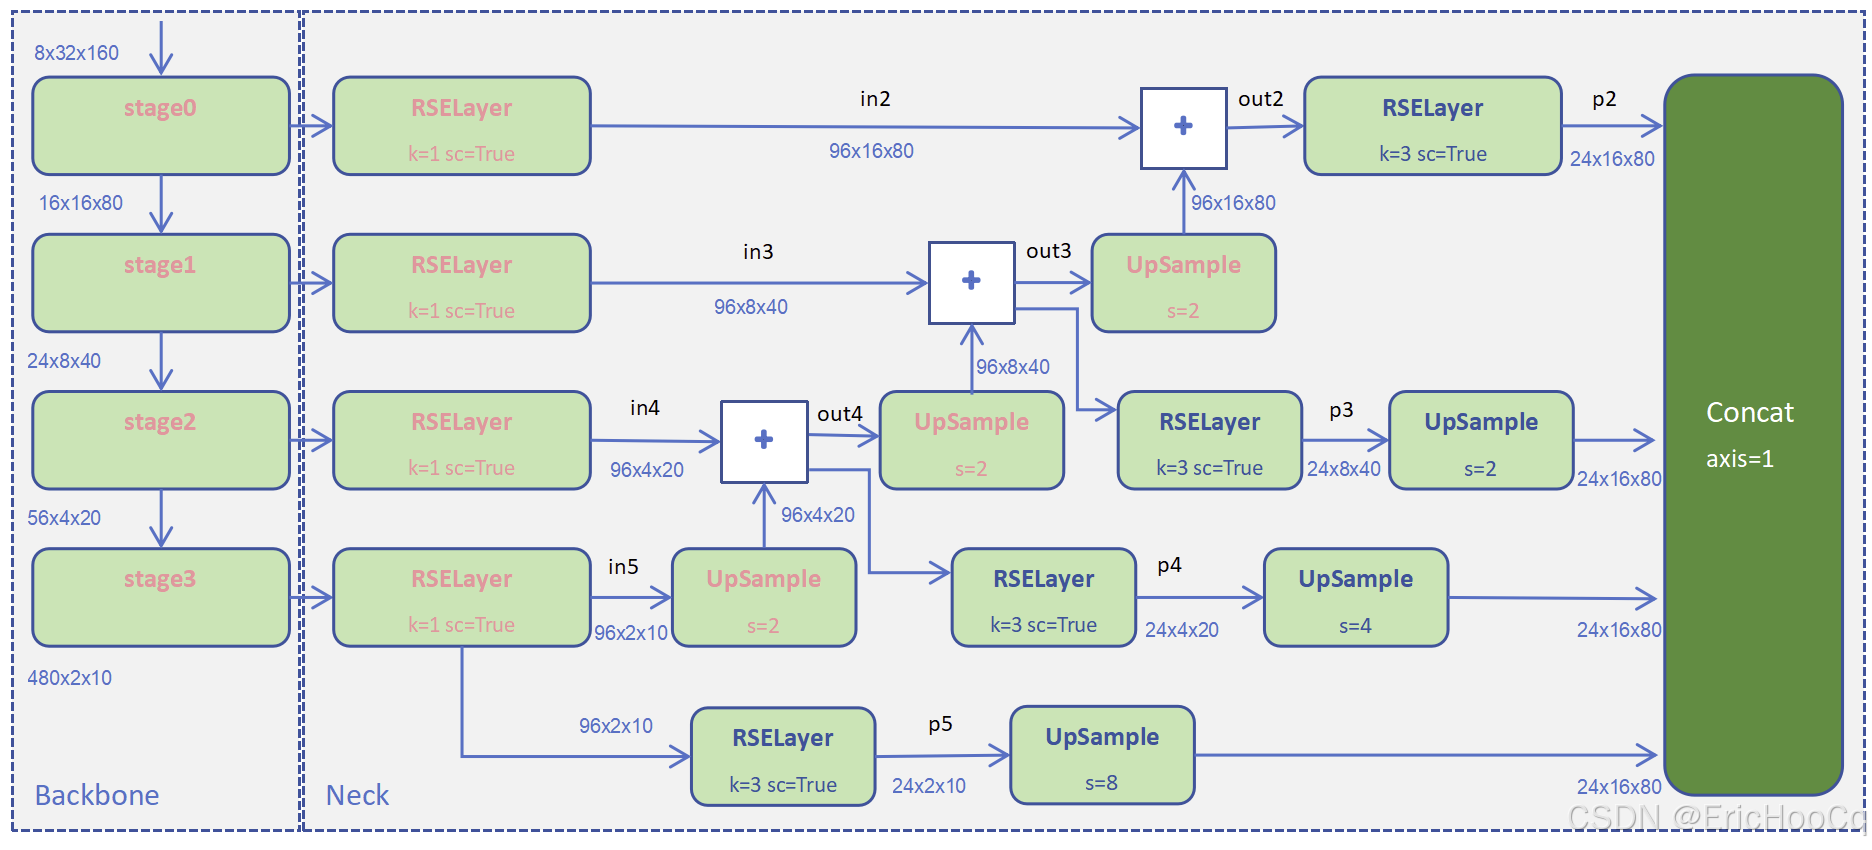 8x32x160
stage0
RSELayer
k=1 sc=True
in2
96x16x80
+
out2
RSELayer
k=3 sc=True
p2
24x16x80
16x16x80
96x16x80
stage1
RSELayer
k=1 sc=True
in3
96x8x40
+
out3
UpSample
s=2
24x8x40
96x8x40
stage2
RSELayer
k=1 sc=True
in4
96x4x20
+
out4
UpSample
s=2
RSELayer
k=3 sc=True
p3
24x8x40
UpSample
s=2
24x16x80
Concat
axis=1
56x4x20
96x4x20
stage3
RSELayer
k=1 sc=True
in5
96x2x10
UpSample
s=2
RSELayer
k=3 sc=True
p4
24x4x20
UpSample
s=4
24x16x80
480x2x10
96x2x10
RSELayer
k=3 sc=True
p5
24x2x10
UpSample
s=8
24x16x80
Backbone
Neck
CSDN @EricHooCq